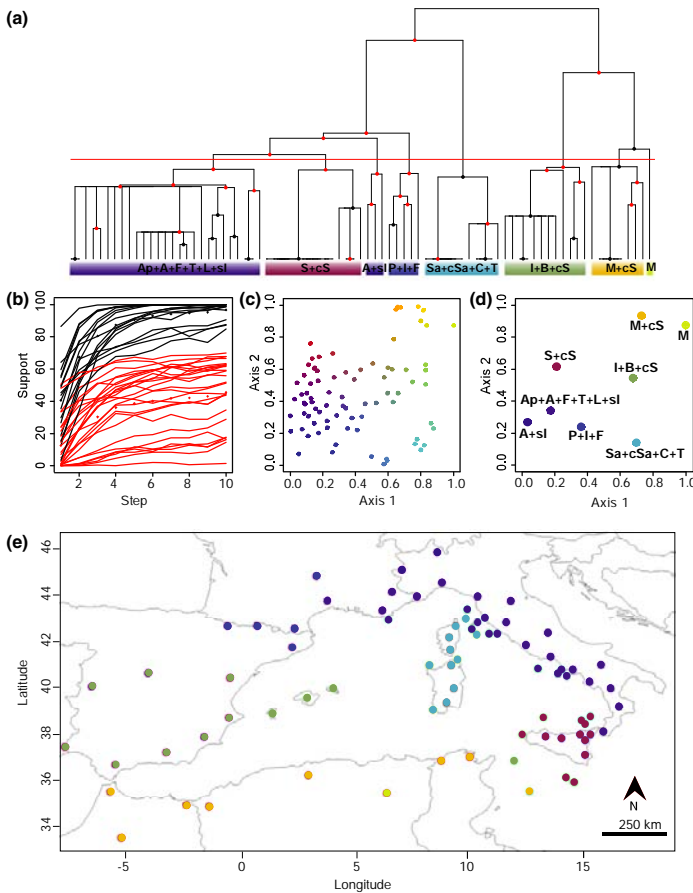 (a)
Ap+A+F+T+L+sI S+cS A+sI P+I+F Sa+cSa+C+T I+B+cS M+cS M
(b)
100
80
60
40
20
0
Support
2 4 6 8 10
Step
(c)
1.0
0.8
0.6
0.4
0.2
0.0
Axis 2
0.0 0.2 0.4 0.6 0.8 1.0
Axis 1
(d)
1.0
0.8
0.6
0.4
0.2
0.0
Axis 2
M+cS
M
S+cS
I+B+cS
Ap+A+F+T+L+sI
A+sI
P+I+F
Sa+cSa+C+T
0.0 0.2 0.4 0.6 0.8 1.0
Axis 1
(e)
46
44
42
40
38
36
34
Latitude
N
250 km
-5 0 5 10 15
Longitude